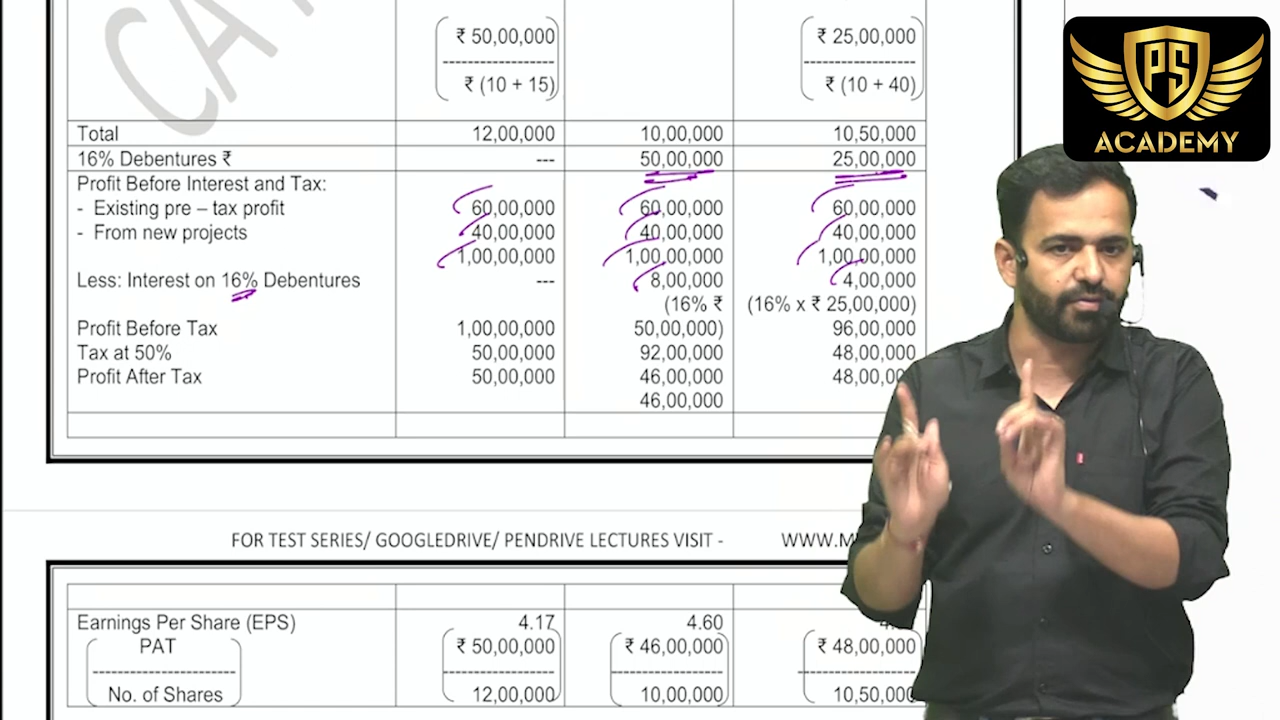 CA
PS
ACADEMY
₹ 50,00,000 ₹ 25,00,000
---------------------- --------------------
₹ (10 + 15) ₹ (10 + 40)
Total 12,00,000 10,00,000 10,50,000
16% Debentures ₹ --- 50,00,000 25,00,000
Profit Before Interest and Tax:
- Existing pre – tax profit 60,00,000 60,00,000 60,00,000
- From new projects 40,00,000 40,00,000 40,00,000
1,00,00,000 1,00,00,000 1,00,00,000
Less: Interest on 16% Debentures --- 8,00,000 4,00,000
(16% ₹ (16% x ₹ 25,00,000)
Profit Before Tax 1,00,00,000 50,00,000) 96,00,000
Tax at 50% 50,00,000 92,00,000 48,00,000
Profit After Tax 50,00,000 46,00,000 48,00,
46,00,000
FOR TEST SERIES/ GOOGLEDRIVE/ PENDRIVE LECTURES VISIT - WWW.M
Earnings Per Share (EPS) 4.17 4.60
PAT ₹ 50,00,000 ₹ 46,00,000 ₹ 48,00,000
No. of Shares 12,00,000 10,00,000 10,50,000